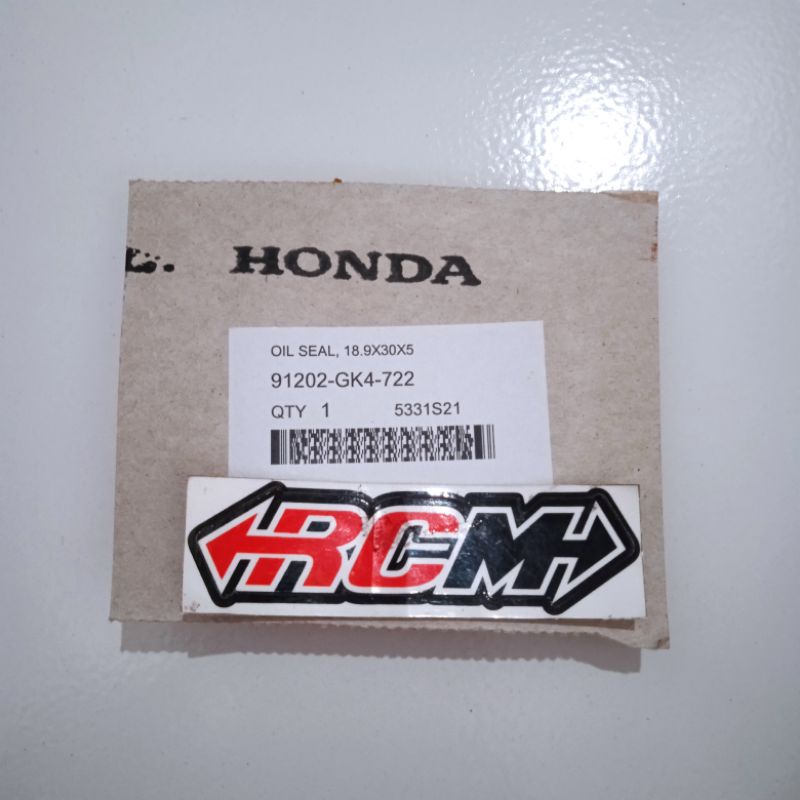 L. HONDA
OIL SEAL, 18.9X30X5
91202-GK4-722
QTY 1 5331S21
RCM